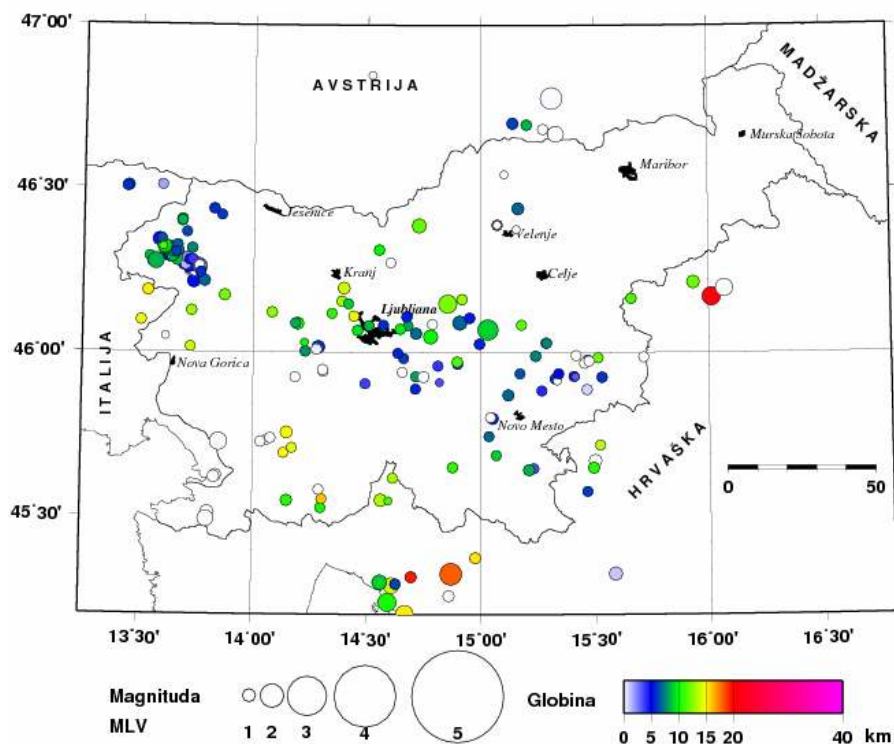 47˚00'
46˚30'
46˚00'
45˚30'
AVSTRIJA
MADŽARSKA
Murska Sobota
Maribor
Jesenice
Velenje
Kranj
Celje
Ljubljana
ITALIJA
Nova Gorica
Novo Mesto
HRVAŠKA
0 50
13˚30' 14˚00' 14˚30' 15˚00' 15˚30' 16˚00' 16˚30'
Magnituda
MLV
1 2 3 4 5
Globina
0 5 10 15 20 40 km